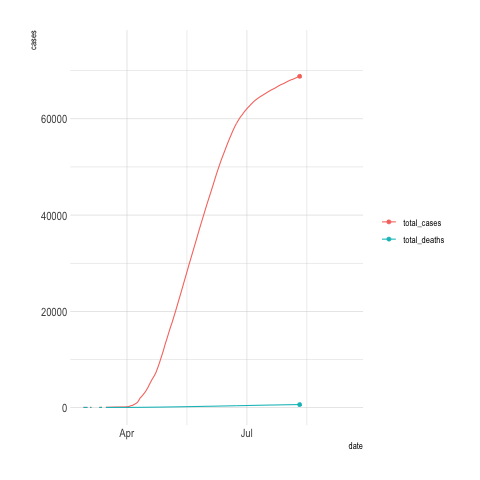 cases
60000
40000
20000
0
Apr
Jul
date
total_cases
total_deaths